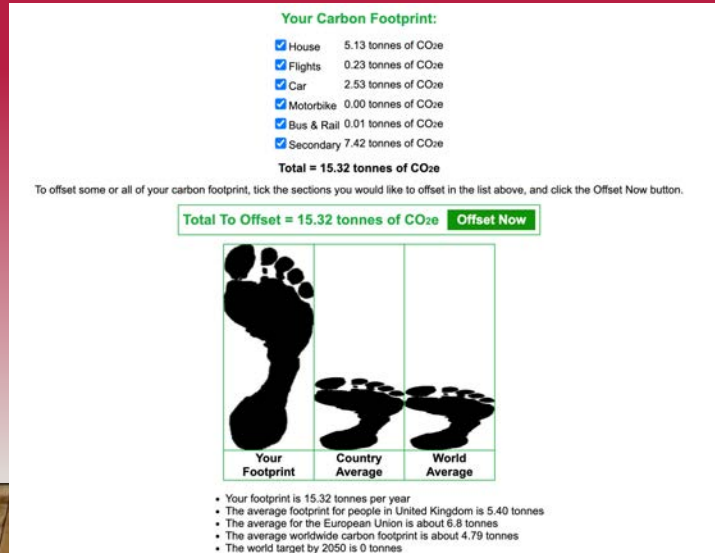 Your Carbon Footprint:
House 5.13 tonnes of CO2e
Flights 0.23 tonnes of CO2e
Car 2.53 tonnes of CO2e
Motorbike 0.00 tonnes of CO2e
Bus & Rail 0.01 tonnes of CO2e
Secondary 7.42 tonnes of CO2e
Total = 15.32 tonnes of CO2e
To offset some or all of your carbon footprint, tick the sections you would like to offset in the list above, and click the Offset Now button.
Total To Offset = 15.32 tonnes of CO2e Offset Now
Your Country World
Footprint Average Average
• Your footprint is 15.32 tonnes per year
• The average footprint for people in United Kingdom is 5.40 tonnes
• The average for the European Union is about 6.8 tonnes
• The average worldwide carbon footprint is about 4.79 tonnes
• The world target by 2050 is 0 tonnes